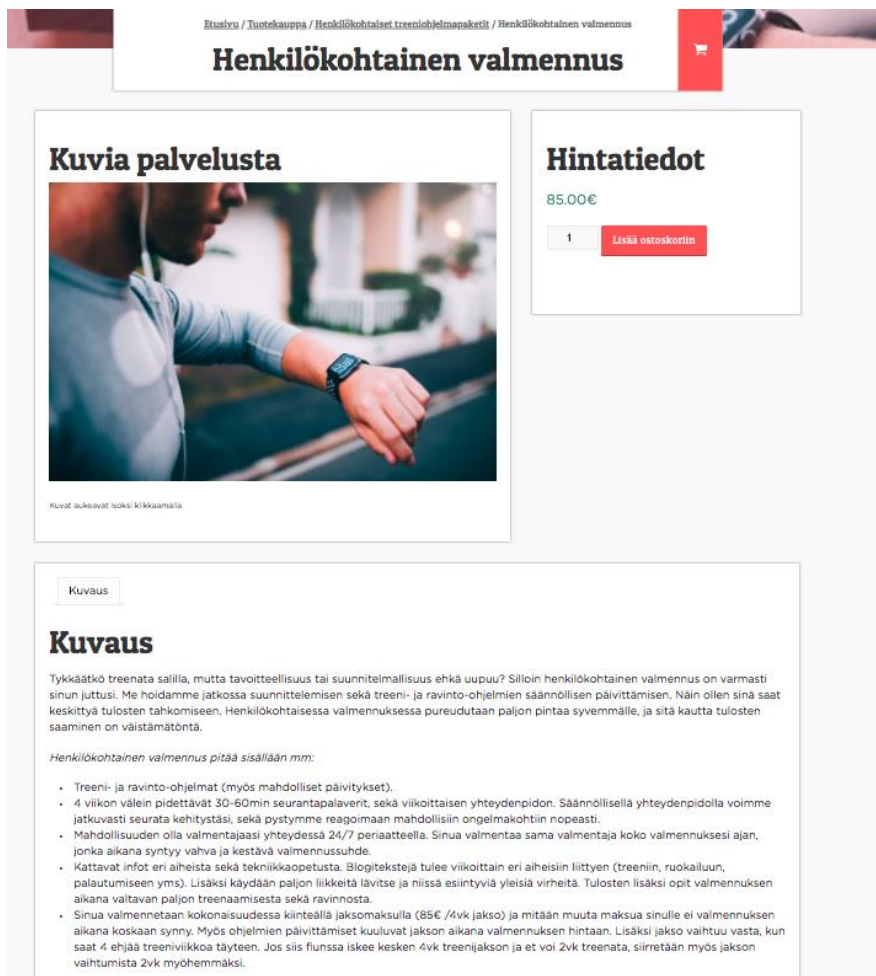 Etusivu / Tuotekauppa / Henkilökohtaiset treeniohjelmapaketit / Henkilökohtainen valmennus
Henkilökohtainen valmennus
Kuvia palvelusta
Kuvat aukeavat isoksi klikkaamalla
Hintatiedot
85.00€
1 Lisää ostoskoriin
Kuvaus
Kuvaus
Tykkäätkö treenata salilla, mutta tavoitteellisuus tai suunnitelmallisuus ehkä uupuu? Silloin henkilökohtainen valmennus on varmasti
sinun juttusi. Me hoidamme jatkossa suunnittelemisen sekä treeni- ja ravinto-ohjelmien säännöllisen päivittämisen. Näin ollen sinä saat
keskittyä tulosten tahkomiseen. Henkilökohtaisessa valmennuksessa pureudutaan paljon pintaa syvemmälle, ja sitä kautta tulosten
saaminen on väistämätöntä.
Henkilökohtainen valmennus pitää sisällään mm:
• Treeni- ja ravinto-ohjelmat (myös mahdolliset päivitykset).
• 4 viikon välein pidettävät 30-60min seurantapalaverit, sekä viikoittaisen yhteydenpidon. Säännöllisellä yhteydenpidolla voimme
jatkuvasti seurata kehitystäsi, sekä pystymme reagoimaan mahdollisiin ongelmakohtiin nopeasti.
• Mahdollisuuden olla valmentajaasi yhteydessä 24/7 periaatteella. Sinua valmentaa sama valmentaja koko valmennuksesi ajan,
jonka aikana syntyy vahva ja kestävä valmennussuhde.
• Kattavat infot eri aiheista sekä tekniikkaopetusta. Blogitekstejä tulee viikoittain eri aiheisiin liittyen (treeniin, ruokailuun,
palautumiseen yms). Lisäksi käydään paljon liikkeitä lävitse ja niissä esiintyviä yleisiä virheitä. Tulosten lisäksi opit valmennuksen
aikana valtavan paljon treenaamisesta sekä ravinnosta.
• Sinua valmennetaan kokonaisuudessa kiinteällä jaksomaksulla (85€ /4vk jakso) ja mitään muuta maksua sinulle ei valmennuksen
aikana koskaan synny. Myös ohjelmien päivittämiset kuuluvat jakson aikana valmennuksen hintaan. Lisäksi jakso vaihtuu vasta, kun
saat 4 ehjää treeniviikkoa täyteen. Jos siis flunssa iskee kesken 4vk treenijakson ja et voi 2vk treenata, siirretään myös jakson
vaihtumista 2vk myöhemmäksi.